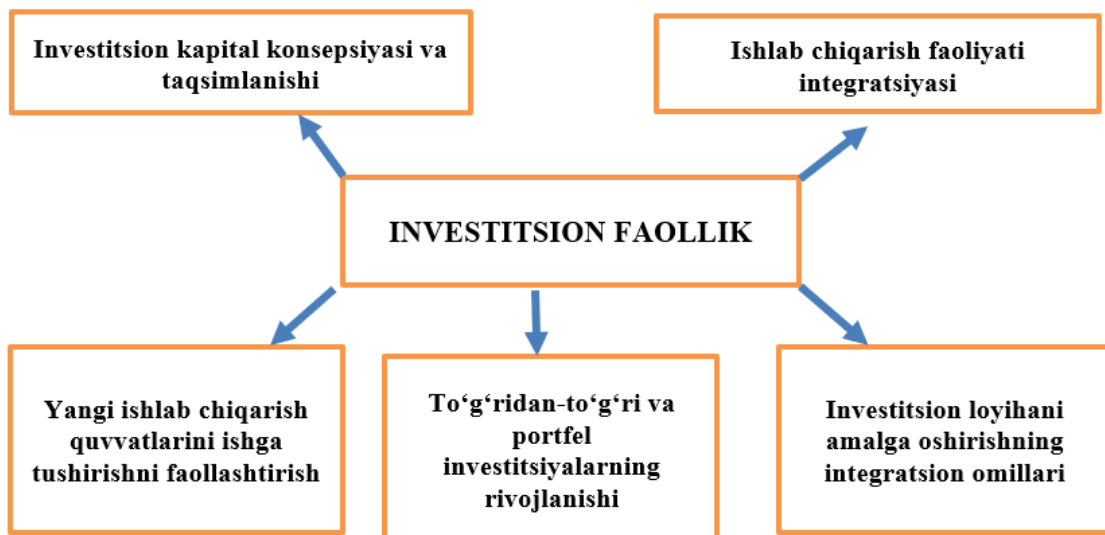 Investitsion kapital konsepsiyasi va
taqsimlanishi
Ishlab chiqarish faoliyati
integratsiyasi
INVESTITSION FAOLLIK
Yangi ishlab chiqarish
quvvatlarini ishga
tushirishni faollashtirish
To‘g‘ridan-to‘g‘ri va
portfel
investitsiyalarning
rivojlanishi
Investitsion loyihani
amalga oshirishning
integratsion omillari